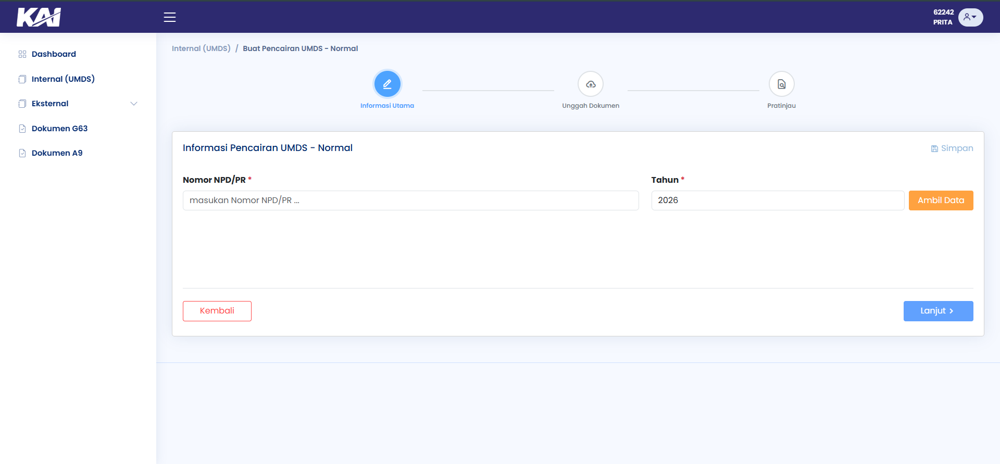 KAI
62242
PRITA
Dashboard
Internal (UMDS)
Eksternal
Dokumen G63
Dokumen A9
Internal (UMDS) / Buat Pencairan UMDS - Normal
Informasi Utama
Unggah Dokumen
Pratinjau
Informasi Pencairan UMDS - Normal
Simpan
Nomor NPD/PR *
Tahun *
masukan Nomor NPD/PR ...
2026
Ambil Data
Kembali
Lanjut